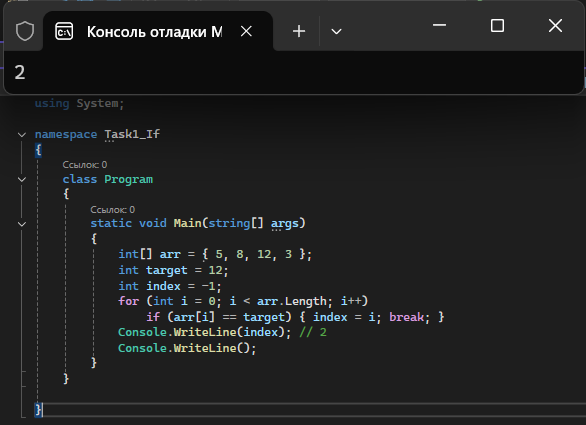 Консоль отладки M
2
using System;
namespace Task1_If
{
Ссылок: 0
class Program
{
Ссылок: 0
static void Main(string[] args)
{
int[] arr = { 5, 8, 12, 3 };
int target = 12;
int index = -1;
for (int i = 0; i < arr.Length; i++)
if (arr[i] == target) { index = i; break; }
Console.WriteLine(index); // 2
Console.WriteLine();
}
}
}